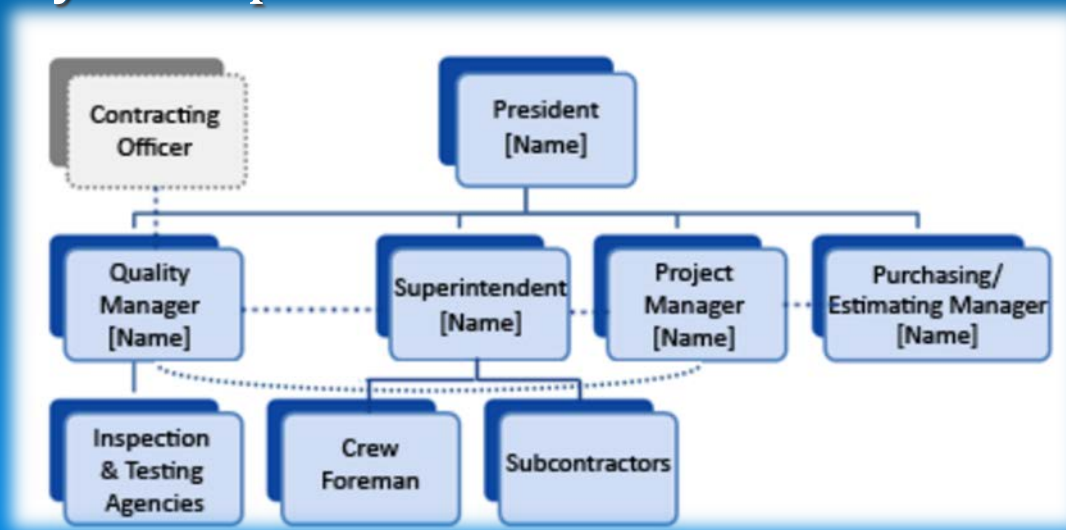 Contracting
Officer
President
[Name]
Quality
Manager
[Name]
Superintendent
[Name]
Project
Manager
[Name]
Purchasing/
Estimating Manager
[Name]
Inspection
& Testing
Agencies
Crew
Foreman
Subcontractors